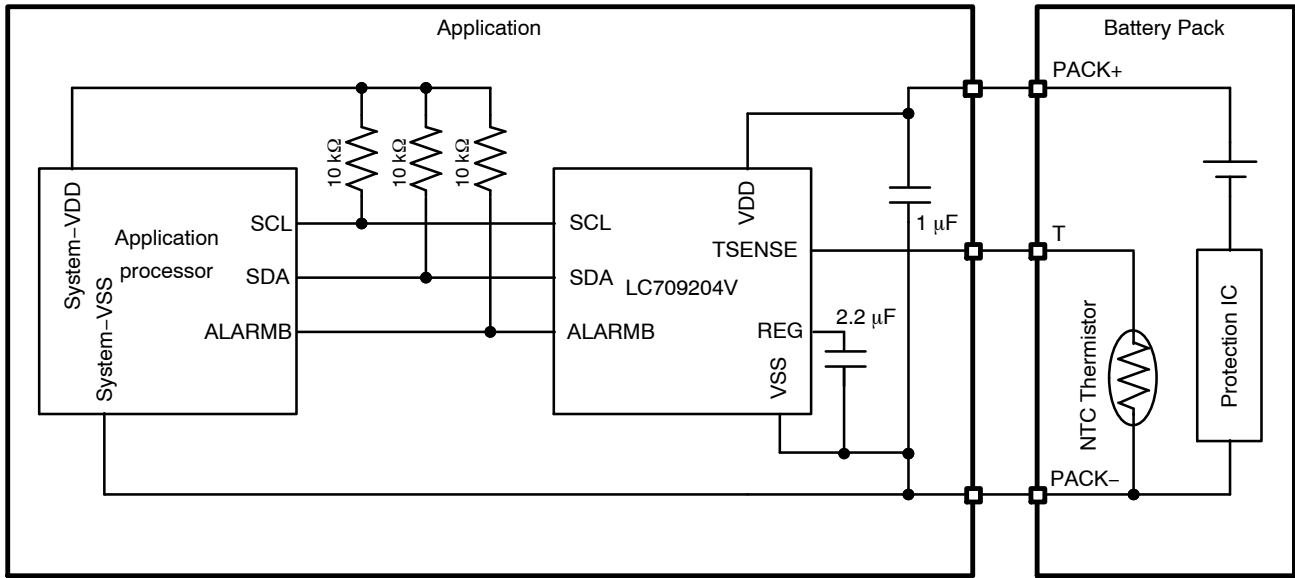 Application
Battery Pack
PACK+
10 kΩ
10 kΩ
10 kΩ
System−VDD
System−VSS
Application
processor
SCL
SDA
ALARMB
SCL
SDA
ALARMB
VDD
TSENSE
LC709204V
REG
VSS
1 μF
2.2 μF
T
NTC Thermistor
Protection IC
PACK−